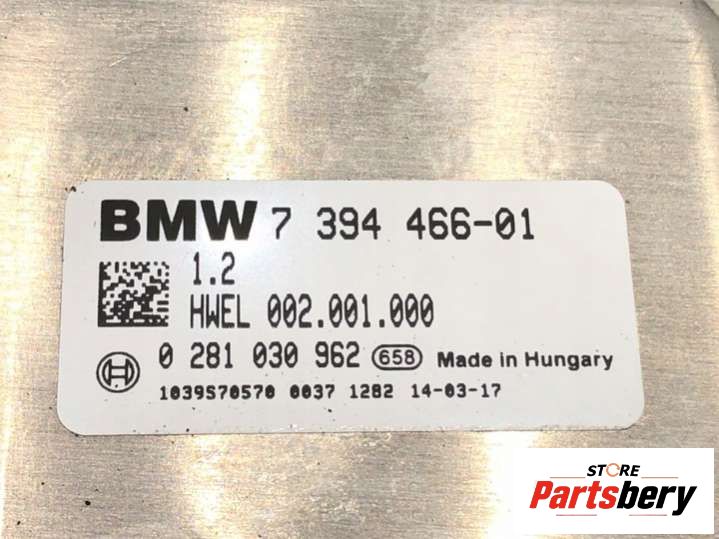 BMW 7 394 466-01
1.2
HWEL 002.001.000
0 281 030 962 658 Made in Hungary
1039S70570 0037 1282 14-03-17
STORE
Partsbery